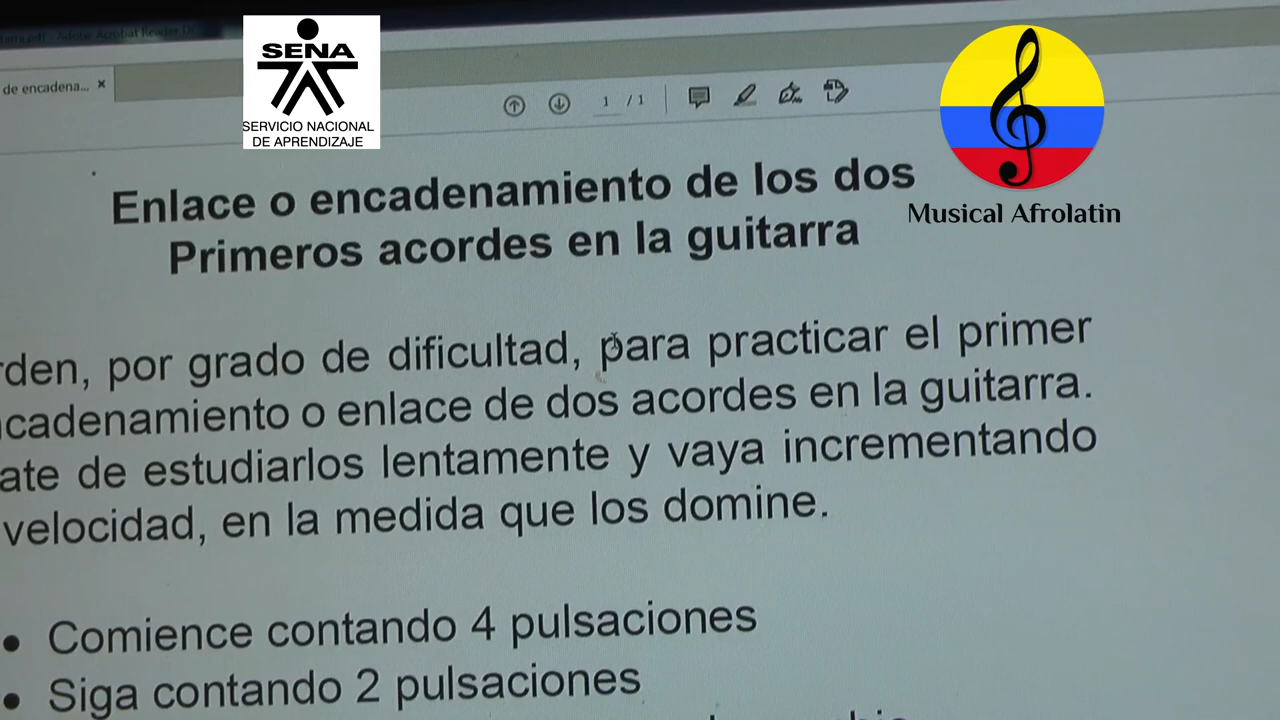 de encadena...
SENA
SERVICIO NACIONAL
DE APRENDIZAJE
1 / 1
Musical Afrolatin
Enlace o encadenamiento de los dos
Primeros acordes en la guitarra
rden, por grado de dificultad, para practicar el primer
ncadenamiento o enlace de dos acordes en la guitarra.
ate de estudiarlos lentamente y vaya incrementando
velocidad, en la medida que los domine.
• Comience contando 4 pulsaciones
• Siga contando 2 pulsaciones